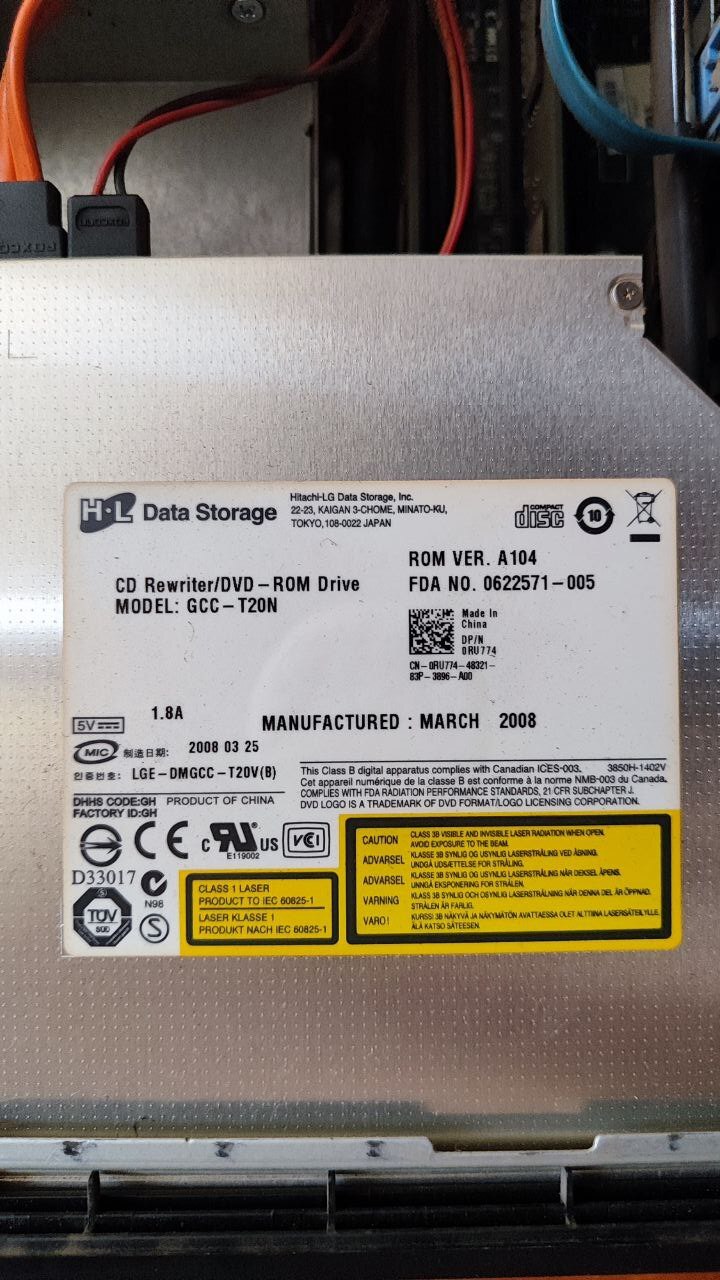 FOXCONN
H·L Data Storage
Hitachi-LG Data Storage, Inc.
22-23, KAIGAN 3-CHOME, MINATO-KU,
TOKYO, 108-0022 JAPAN
COMPACT
disc
10
ROM VER. A104
CD Rewriter/DVD-ROM Drive
FDA NO. 0622571-005
MODEL: GCC-T20N
Made In
China
DP/N
0RU774
CN-0RU774-48321-
83P-3896-A00
5V
1.8A
MANUFACTURED : MARCH 2008
MIC
制造日期:
2008 03 25
인증번호: LGE-DMGCC-T20V(B)
This Class B digital apparatus complies with Canadian ICES-003. 3850H-1402V
Cet appareil numérique de la classe B est conforme à la norme NMB-003 du Canada.
COMPLIES WITH FDA RADIATION PERFORMANCE STANDARDS, 21 CFR SUBCHAPTER J.
DVD LOGO IS A TRADEMARK OF DVD FORMAT/LOGO LICENSING CORPORATION.
DHHS CODE:GH PRODUCT OF CHINA
FACTORY ID:GH
CE
c RU US
E119002
VCI
D33017
N98
TÜV
SÜD
S
CLASS 1 LASER
PRODUCT TO IEC 60825-1
LASER KLASSE 1
PRODUKT NACH IEC 60825-1
CAUTION CLASS 3B VISIBLE AND INVISIBLE LASER RADIATION WHEN OPEN.
AVOID EXPOSURE TO THE BEAM.
ADVARSEL KLASSE 3B SYNLIG OG USYNLIG LASERSTRÅLING VED ÅBNING.
UNDGÅ UDSÆTTELSE FOR STRÅLING.
ADVARSEL KLASSE 3B SYNLIG OG USYNLIG LASERSTRÅLING NÅR DEKSEL ÅPENS.
UNNGÅ EKSPONERING FOR STRÅLEN.
VARNING KLASS 3B SYNLIG OCH OSYNLIG LASERSTRÅLNING NÄR DENNA DEL ÄR ÖPPNAD.
STRÅLEN ÄR FARLIG.
VARO! KURSSI 3B NÄKYVÄ JA NÄKYMÄTÖN AVATTAESSA OLET ALTTIINA LASERSÄTEILYLLE.
ÄLÄ KATSO SÄTEESEEN.